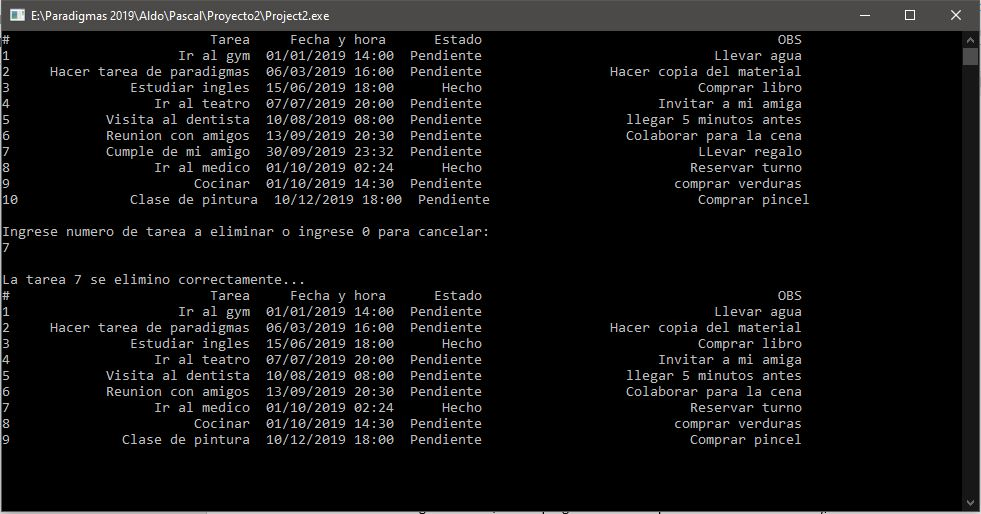 E:\Paradigmas 2019\Aldo\Pascal\Proyecto2\Project2.exe
# Tarea Fecha y hora Estado OBS
1 Ir al gym 01/01/2019 14:00 Pendiente Llevar agua
2 Hacer tarea de paradigmas 06/03/2019 16:00 Pendiente Hacer copia del material
3 Estudiar ingles 15/06/2019 18:00 Hecho Comprar libro
4 Ir al teatro 07/07/2019 20:00 Pendiente Invitar a mi amiga
5 Visita al dentista 10/08/2019 08:00 Pendiente llegar 5 minutos antes
6 Reunion con amigos 13/09/2019 20:30 Pendiente Colaborar para la cena
7 Cumple de mi amigo 30/09/2019 23:32 Pendiente LLevar regalo
8 Ir al medico 01/10/2019 02:24 Hecho Reservar turno
9 Cocinar 01/10/2019 14:30 Pendiente comprar verduras
10 Clase de pintura 10/12/2019 18:00 Pendiente Comprar pincel
Ingrese numero de tarea a eliminar o ingrese 0 para cancelar:
7
La tarea 7 se elimino correctamente...
# Tarea Fecha y hora Estado OBS
1 Ir al gym 01/01/2019 14:00 Pendiente Llevar agua
2 Hacer tarea de paradigmas 06/03/2019 16:00 Pendiente Hacer copia del material
3 Estudiar ingles 15/06/2019 18:00 Hecho Comprar libro
4 Ir al teatro 07/07/2019 20:00 Pendiente Invitar a mi amiga
5 Visita al dentista 10/08/2019 08:00 Pendiente llegar 5 minutos antes
6 Reunion con amigos 13/09/2019 20:30 Pendiente Colaborar para la cena
7 Ir al medico 01/10/2019 02:24 Hecho Reservar turno
8 Cocinar 01/10/2019 14:30 Pendiente comprar verduras
9 Clase de pintura 10/12/2019 18:00 Pendiente Comprar pincel